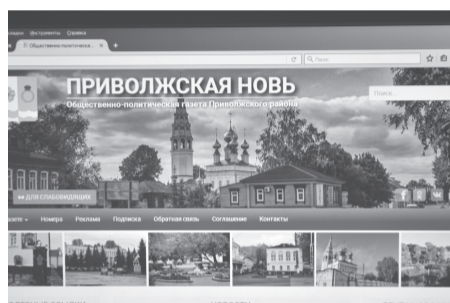 Инструменты Справка
Общественно-политическая ... × +
Поиск
ПРИВОЛЖСКАЯ НОВЬ
Общественно-политическая газета Приволжского района
Поиск...
ДЛЯ СЛАБОВИДЯЩИХ
Номера Реклама Подписка Обратная связь Соглашение Контакты